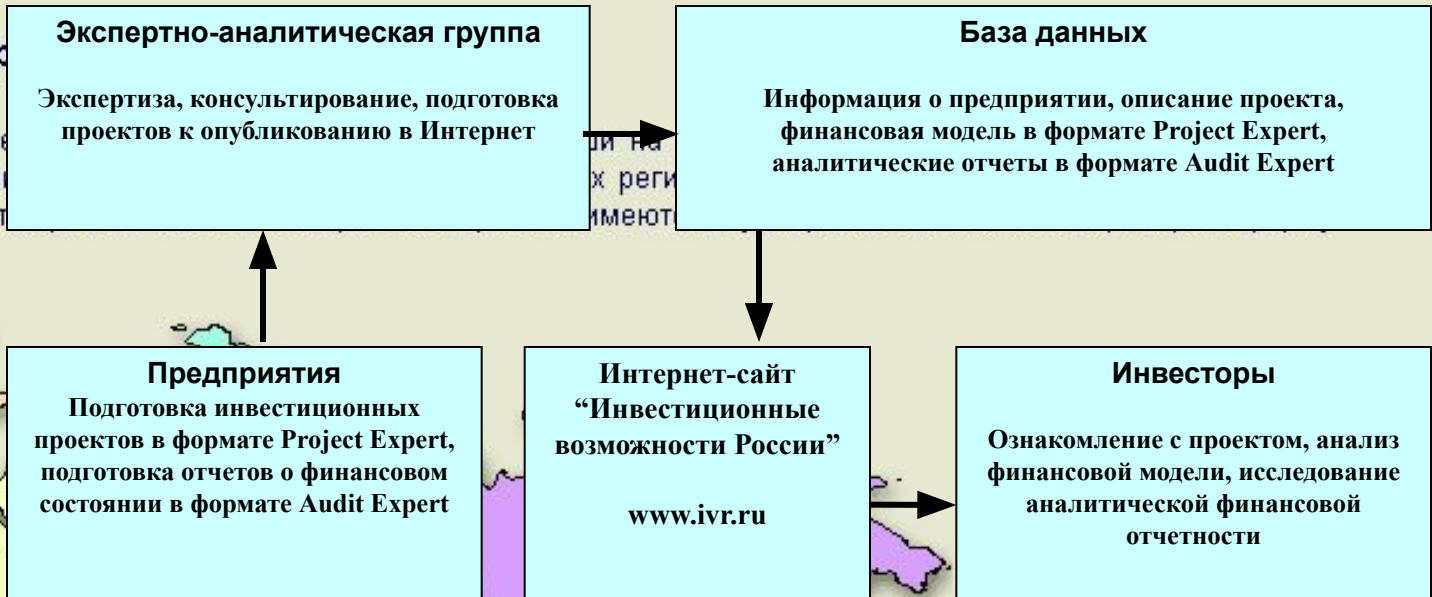 Экспертно-аналитическая группа
Экспертиза, консультирование, подготовка
проектов к опубликованию в Интернет
База данных
Информация о предприятии, описание проекта,
финансовая модель в формате Project Expert,
аналитические отчеты в формате Audit Expert
на
х
имеют
Предприятия
Подготовка инвестиционных
проектов в формате Project Expert,
подготовка отчетов о финансовом
состоянии в формате Audit Expert
Интернет-сайт
“Инвестиционные
возможности России”
www.ivr.ru
Инвесторы
Ознакомление с проектом, анализ
финансовой модели, исследование
аналитической финансовой
отчетности